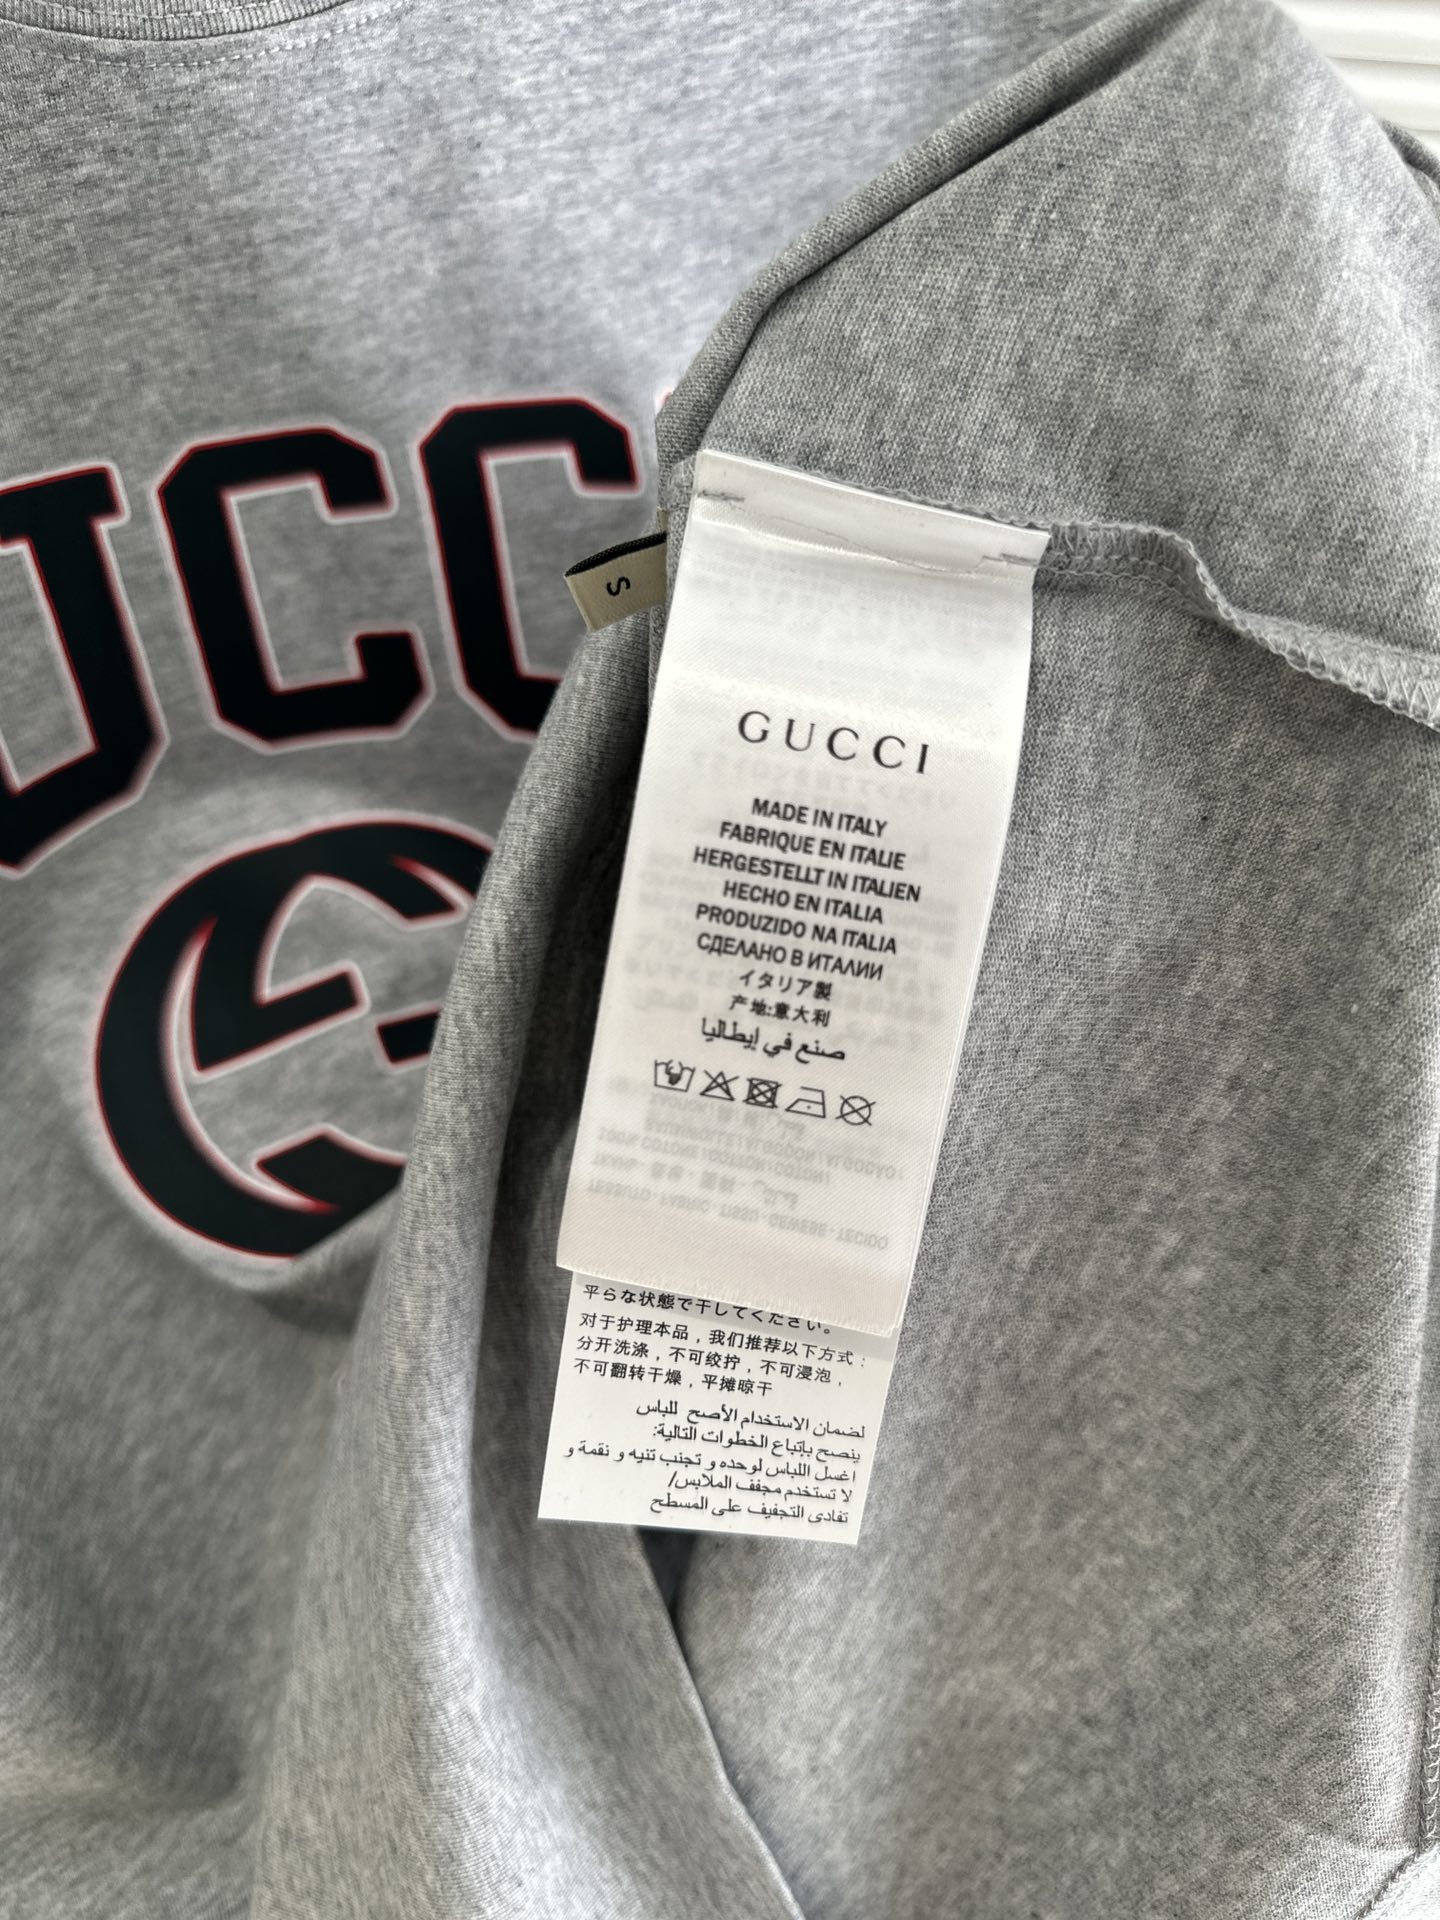 UCC
S
GUCCI
MADE IN ITALY
FABRIQUE EN ITALIE
HERGESTELLT IN ITALIEN
HECHO EN ITALIA
PRODUZIDO NA ITALIA
СДЕЛАНО В ИТАЛИИ
イタリア製
产地:意大利
صنع في إيطاليا
平らな状態で干してください。
对于护理本品，我们推荐以下方式：
分开洗涤，不可绞拧，不可浸泡，
不可翻转干燥，平摊晾干
لضمان الاستخدام الأصح للباس
ينصح بإتباع الخطوات التالية:
اغسل اللباس لوحده و تجنب تنيه و نقمة و
لا تستخدم مجفف الملابس/
تفادى التجفيف على المسطح